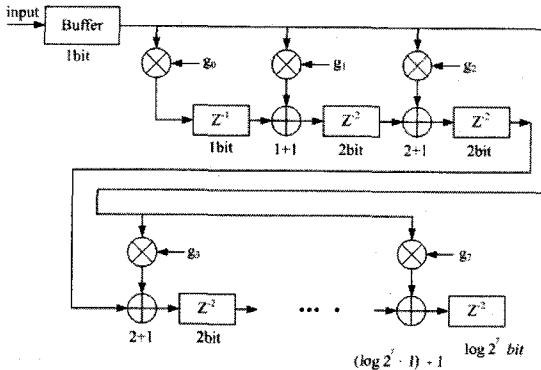 input
Buffer
1bit
g0
g1
g2
Z-1
Z-2
Z-2
1bit
1+1
2bit
2+1
2bit
g3
g7
Z-2
...
Z-2
2+1
2bit
log 2^7 bit
(log 2^7 · 1) + 1